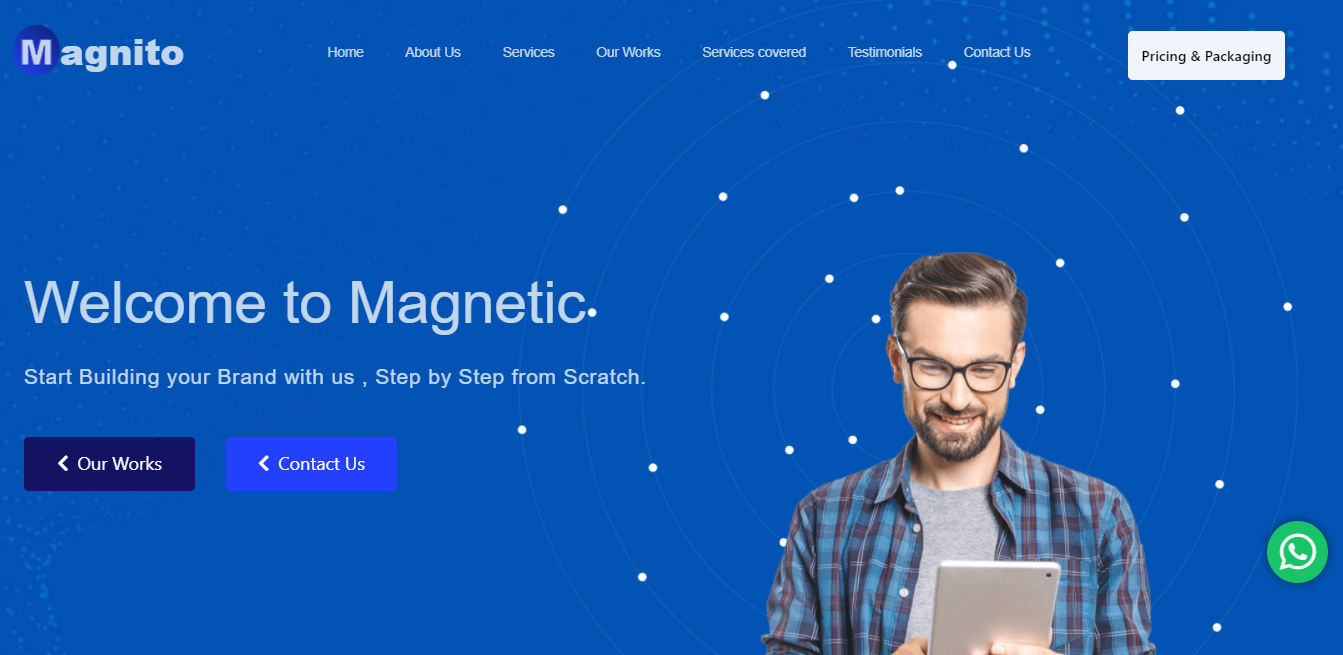 Magnito
Home About Us Services Our Works Services covered Testimonials Contact Us
Pricing & Packaging
Welcome to Magnetic
Start Building your Brand with us , Step by Step from Scratch.
Our Works Contact Us